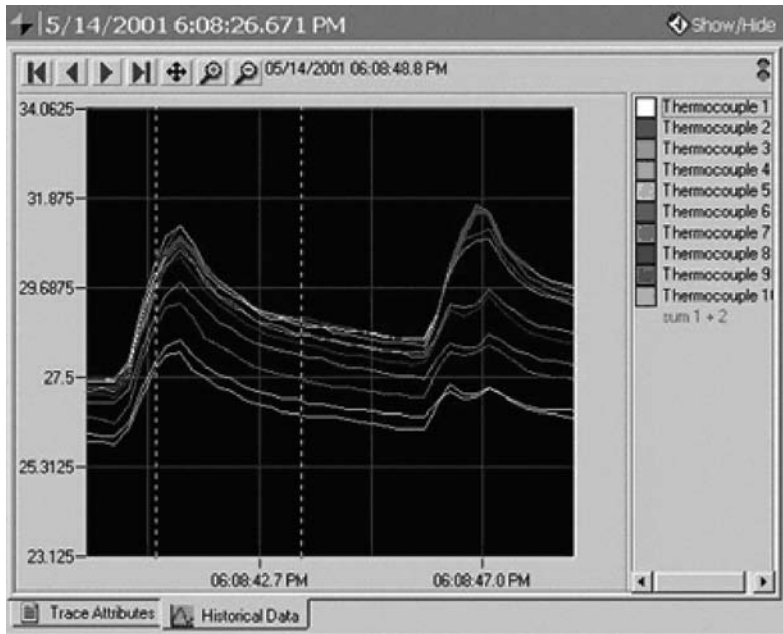 5/14/2001 6:08:26.671 PM
Show/Hide
05/14/2001 06:08:48.8 PM
34.0625
31.875
29.6875
27.5
25.3125
23.125
06:08:42.7 PM
06:08:47.0 PM
Thermocouple 1
Thermocouple 2
Thermocouple 3
Thermocouple 4
Thermocouple 5
Thermocouple 6
Thermocouple 7
Thermocouple 8
Thermocouple 9
Thermocouple 1
sum 1 + 2
Trace Attributes
Historical Data